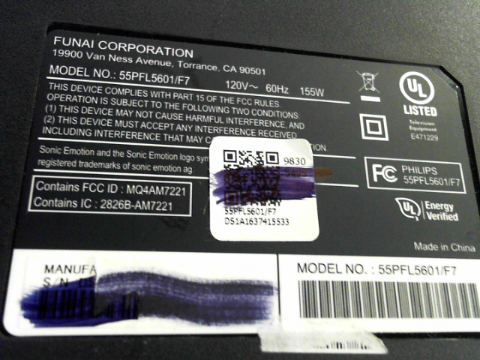 FUNAI CORPORATION
19900 Van Ness Avenue, Torrance, CA 90501
MODEL NO.: 55PFL5601/F7 120V~ 60Hz 155W
THIS DEVICE COMPLIES WITH PART 15 OF THE FCC RULES
OPERATION IS SUBJECT TO THE FOLLOWING TWO CONDITIONS:
(1) THIS DEVICE MAY NOT CAUSE HARMFUL INTERFERENCE, AND
(2) THIS DEVICE MUST ACCEPT ANY INTERFERENCE
INCLUDING INTERFERENCE THAT MAY
Sonic Emotion and the Sonic Emotion logo
registered trademarks of sonic emotion ag.
Contains FCC ID : MQ4AM7221
Contains IC : 2826B-AM7221
9830
55PFL5601/F7
DS1A1637415533
UL
LISTED
Television
Equipment
E471229
FC PHILIPS
55PFL5601/F7
UL Energy
Verified
Made in China
MANUFA
S/N
MODEL NO. : 55PFL5601/F7